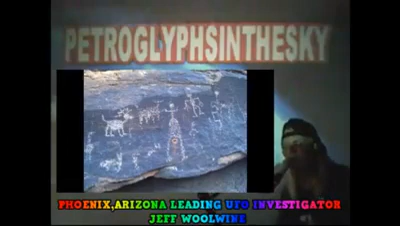 PETROGLYPHSINTHESKY
PHOENIX,ARIZONA LEADING UFO INVESTIGATOR
JEFF WOOLWINE